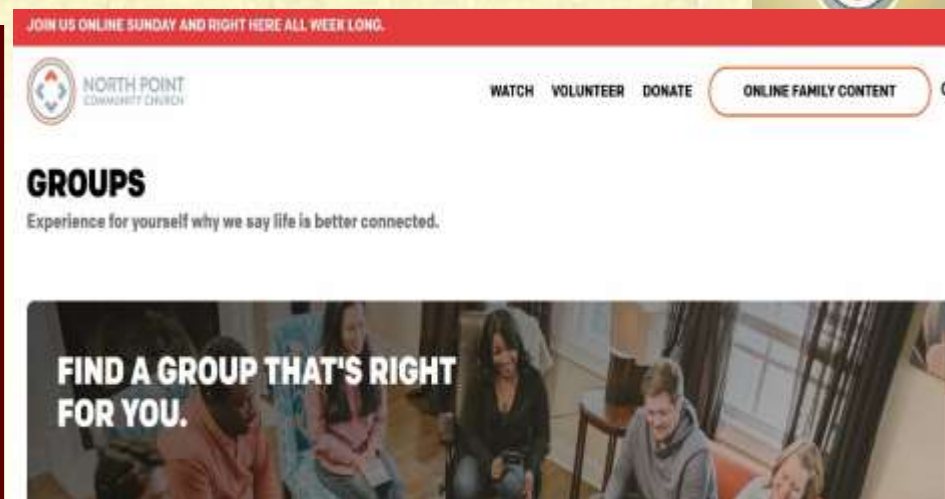 JOIN US ONLINE SUNDAY AND RIGHT HERE ALL WEEK LONG.
NORTH POINT
COMMUNITY CHURCH
WATCH VOLUNTEER DONATE ONLINE FAMILY CONTENT
GROUPS
Experience for yourself why we say life is better connected.
FIND A GROUP THAT'S RIGHT
FOR YOU.